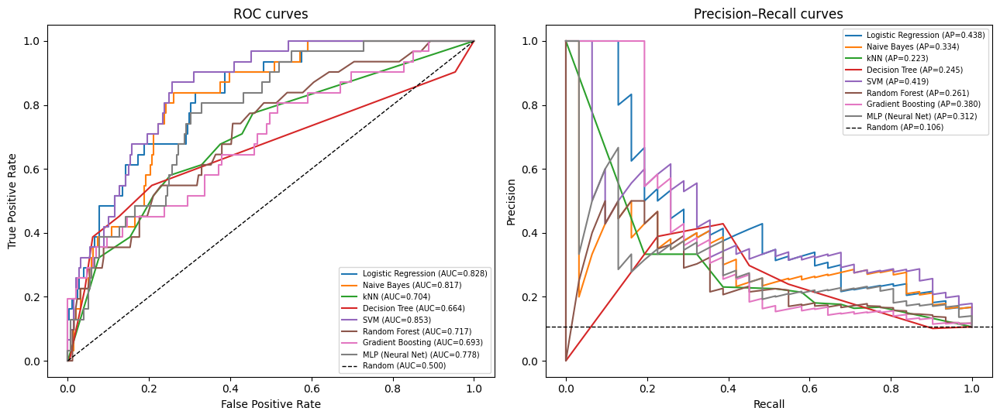 ROC curves
True Positive Rate
1.0
0.8
0.6
0.4
0.2
0.0
Logistic Regression (AUC=0.828)
Naive Bayes (AUC=0.817)
kNN (AUC=0.704)
Decision Tree (AUC=0.664)
SVM (AUC=0.853)
Random Forest (AUC=0.717)
Gradient Boosting (AUC=0.693)
MLP (Neural Net) (AUC=0.778)
Random (AUC=0.500)
0.0 0.2 0.4 0.6 0.8 1.0
False Positive Rate
Precision–Recall curves
Precision
1.0
0.8
0.6
0.4
0.2
0.0
Logistic Regression (AP=0.438)
Naive Bayes (AP=0.334)
kNN (AP=0.223)
Decision Tree (AP=0.245)
SVM (AP=0.419)
Random Forest (AP=0.261)
Gradient Boosting (AP=0.380)
MLP (Neural Net) (AP=0.312)
Random (AP=0.106)
0.0 0.2 0.4 0.6 0.8 1.0
Recall